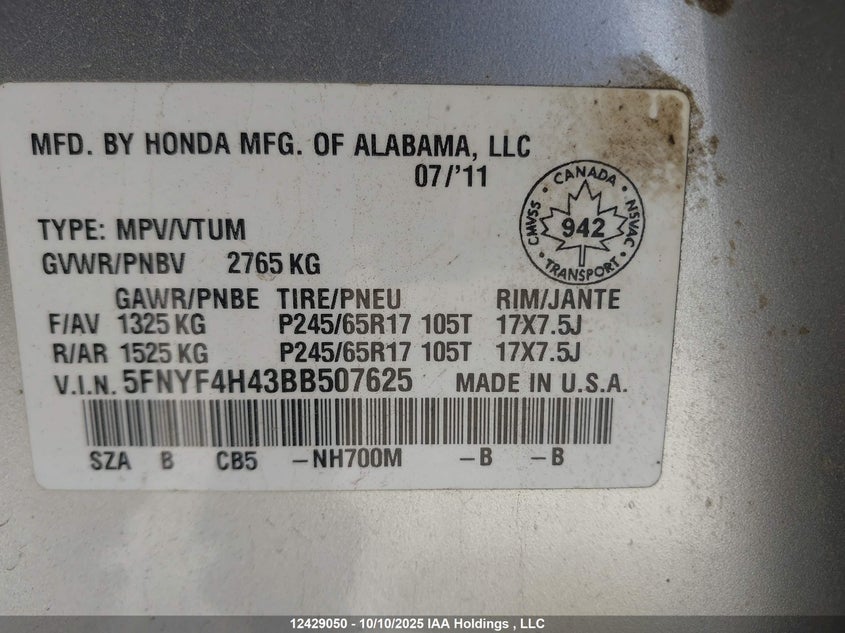 MFD. BY HONDA MFG. OF ALABAMA, LLC
07/'11
CANADA
CMVSS
942
NSVAC
TRANSPORT
TYPE: MPV/VTUM
GVWR/PNBV 2765 KG
GAWR/PNBE TIRE/PNEU RIM/JANTE
F/AV 1325 KG P245/65R17 105T 17X7.5J
R/AR 1525 KG P245/65R17 105T 17X7.5J
V.I.N. 5FNYF4H43BB507625 MADE IN U.S.A.
SZA B CB5 -NH700M -B -B
12429050 - 10/10/2025 IAA Holdings , LLC